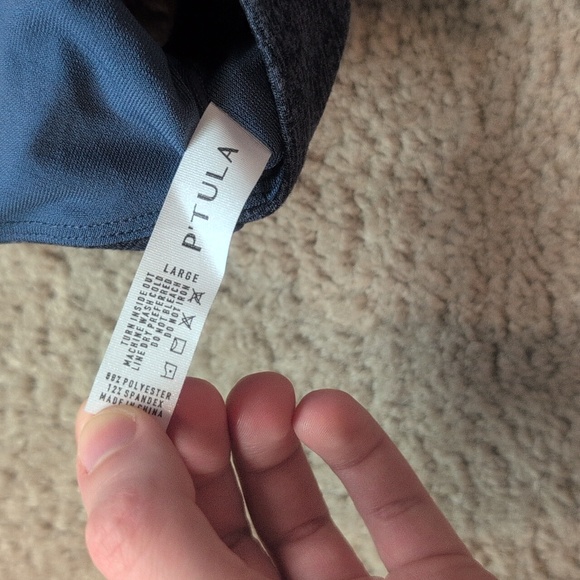 P'TULA
LARGE
TURN INSIDE OUT
MACHINE WASH COLD
LINE DRY PREFERRED
DO NOT BLEACH
DO NOT IRON
88% POLYESTER
12% SPANDEX
MADE IN CHINA